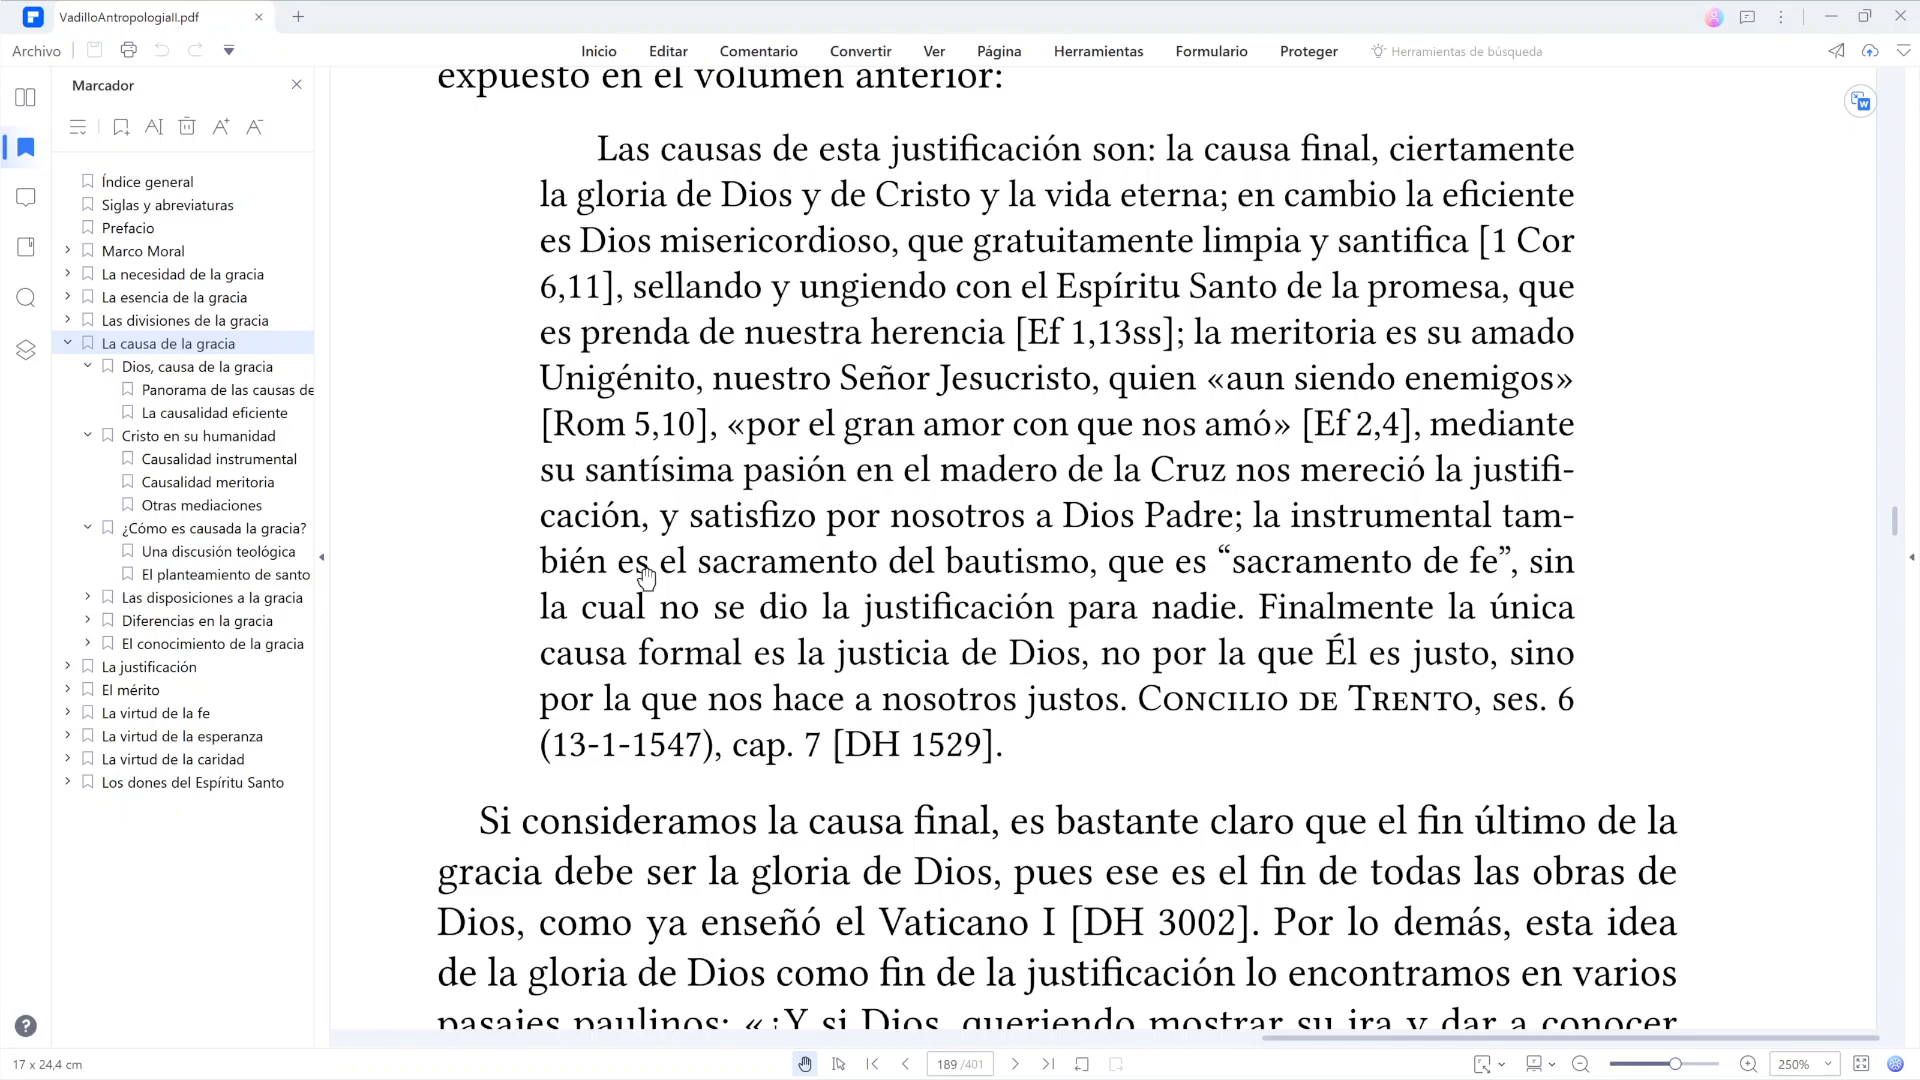 VadilloAntropologiaII.pdf
Archivo
Inicio
Editar
Comentario
Convertir
Ver
Página
Herramientas
Formulario
Proteger
Herramientas de búsqueda
Marcador
Índice general
Siglas y abreviaturas
Prefacio
Marco Moral
La necesidad de la gracia
La esencia de la gracia
Las divisiones de la gracia
La causa de la gracia
Dios, causa de la gracia
Panorama de las causas de
La causalidad eficiente
Cristo en su humanidad
Causalidad instrumental
Causalidad meritoria
Otras mediaciones
¿Cómo es causada la gracia?
Una discusión teológica
El planteamiento de santo
Las disposiciones a la gracia
Diferencias en la gracia
El conocimiento de la gracia
La justificación
El mérito
La virtud de la fe
La virtud de la esperanza
La virtud de la caridad
Los dones del Espíritu Santo
expuesto en el volumen anterior:
Las causas de esta justificación son: la causa final, ciertamente
la gloria de Dios y de Cristo y la vida eterna; en cambio la eficiente
es Dios misericordioso, que gratuitamente limpia y santifica [1 Cor
6,11], sellando y ungiendo con el Espíritu Santo de la promesa, que
es prenda de nuestra herencia [Ef 1,13ss]; la meritoria es su amado
Unigénito, nuestro Señor Jesucristo, quien «aun siendo enemigos»
[Rom 5,10], «por el gran amor con que nos amó» [Ef 2,4], mediante
su santísima pasión en el madero de la Cruz nos mereció la justifi-
cación, y satisfizo por nosotros a Dios Padre; la instrumental tam-
bién es el sacramento del bautismo, que es “sacramento de fe”, sin
la cual no se dio la justificación para nadie. Finalmente la única
causa formal es la justicia de Dios, no por la que Él es justo, sino
por la que nos hace a nosotros justos. CONCILIO DE TRENTO, ses. 6
(13-1-1547), cap. 7 [DH 1529].
Si consideramos la causa final, es bastante claro que el fin último de la
gracia debe ser la gloria de Dios, pues ese es el fin de todas las obras de
Dios, como ya enseñó el Vaticano I [DH 3002]. Por lo demás, esta idea
de la gloria de Dios como fin de la justificación lo encontramos en varios
pasajes paulinos: «¿Y si Dios, queriendo mostrar su ira y dar a conocer
17 x 24,4 cm
189 /401
250%